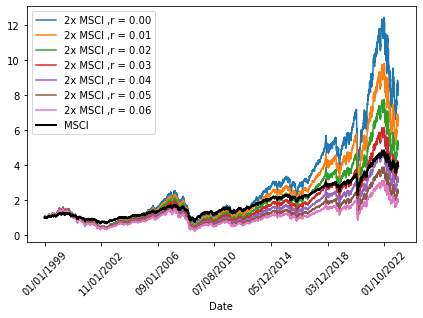 12
10
8
6
4
2
0
2x MSCI ,r = 0.00
2x MSCI ,r = 0.01
2x MSCI ,r = 0.02
2x MSCI ,r = 0.03
2x MSCI ,r = 0.04
2x MSCI ,r = 0.05
2x MSCI ,r = 0.06
MSCI
01/01/1999
11/01/2002
09/01/2006
07/08/2010
05/12/2014
03/12/2018
01/10/2022
Date